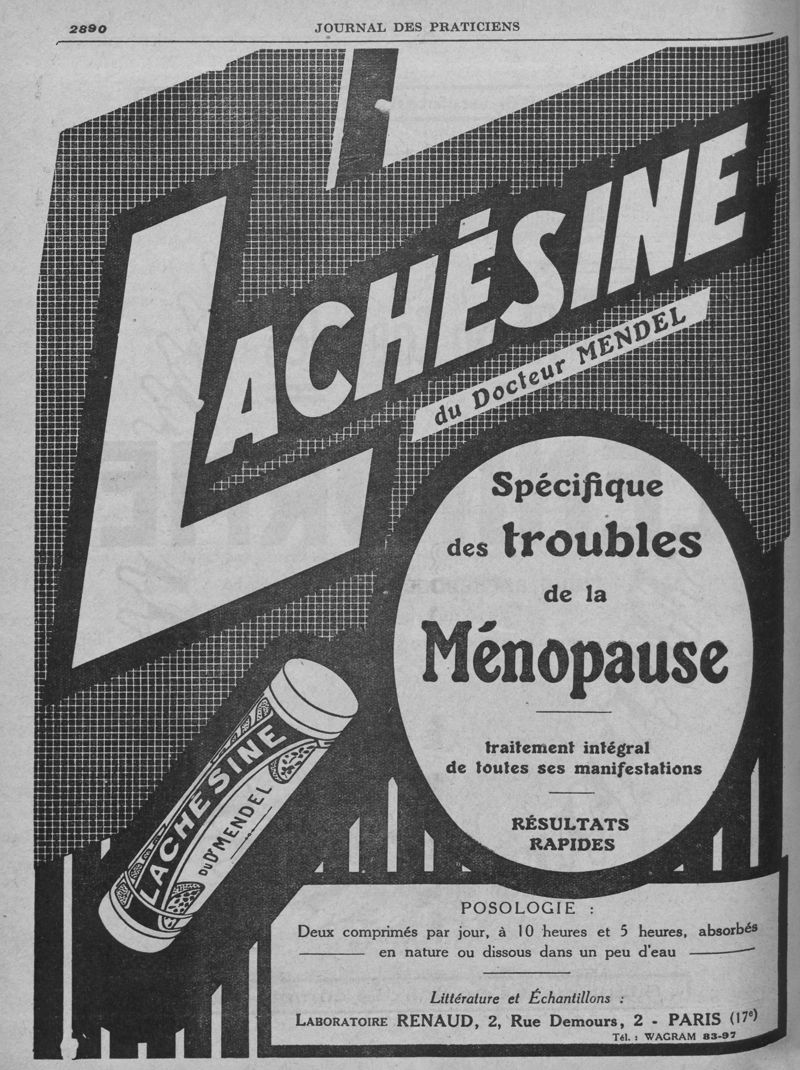 2890
JOURNAL DES PRATICIENS
LACHÉSINE
du Docteur MENDEL
Spécifique
des troubles
de la
Ménopause
traitement intégral
de toutes ses manifestations
RÉSULTATS
RAPIDES
LACHÉSINE
DU Dr MENDEL
POSOLOGIE :
Deux comprimés par jour, à 10 heures et 5 heures, absorbés
en nature ou dissous dans un peu d'eau
Littérature et Échantillons :
LABORATOIRE RENAUD, 2, Rue Demours, 2 - PARIS (17e)
Tél. : WAGRAM 83-97